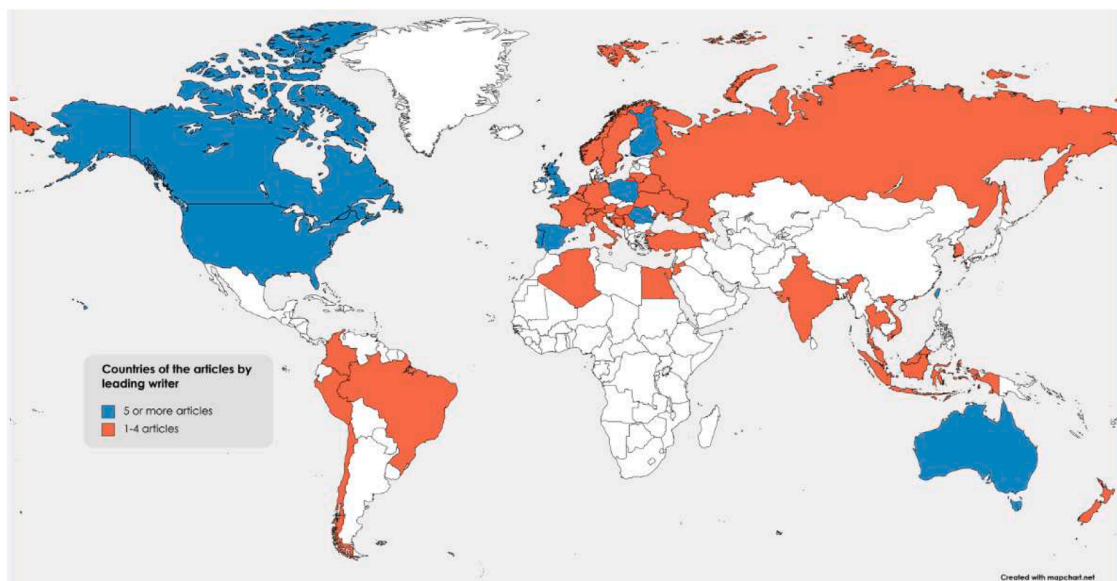 Countries of the articles by
leading writer
5 or more articles
1-4 articles
Created with mapchart.net